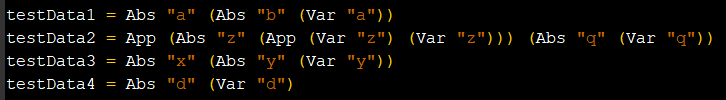 testData1 = Abs "a" (Abs "b" (Var "a"))
testData2 = App (Abs "z" (App (Var "z") (Var "z"))) (Abs "q" (Var "q"))
testData3 = Abs "x" (Abs "y" (Var "y"))
testData4 = Abs "d" (Var "d")